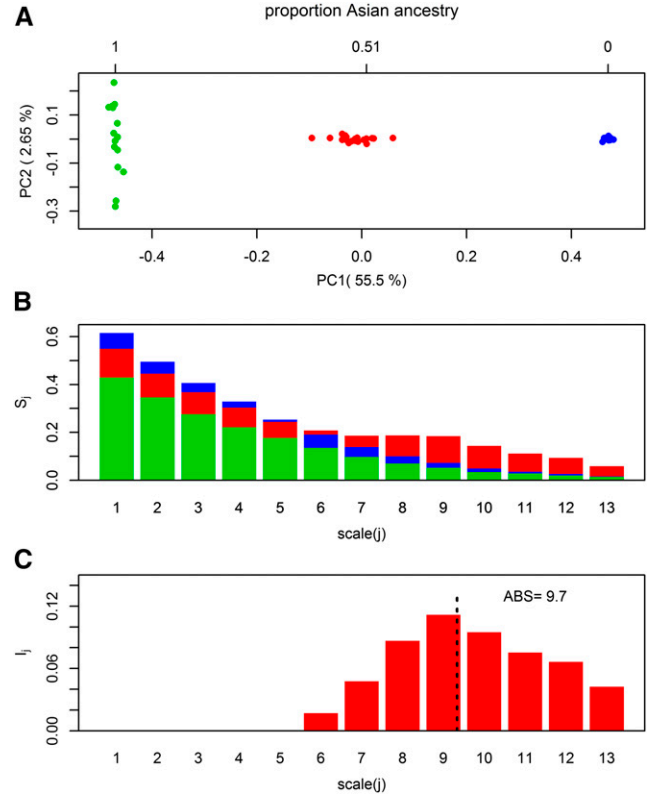 A
proportion Asian ancestry
1 0.51 0
PC2 ( 2.65 %)
0.1
-0.1
-0.3
-0.4 -0.2 0.0 0.2 0.4
PC1( 55.5 %)
B
Sj
0.6
0.4
0.2
0.0
1 2 3 4 5 6 7 8 9 10 11 12 13
scale(j)
C
ABS= 9.7
Ij
0.12
0.06
0.00
1 2 3 4 5 6 7 8 9 10 11 12 13
scale(j)